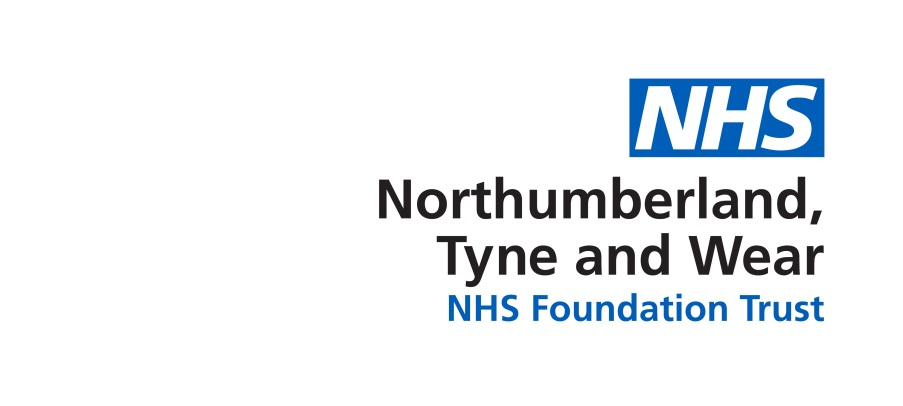 NHS
Northumberland,
Tyne and Wear
NHS Foundation Trust